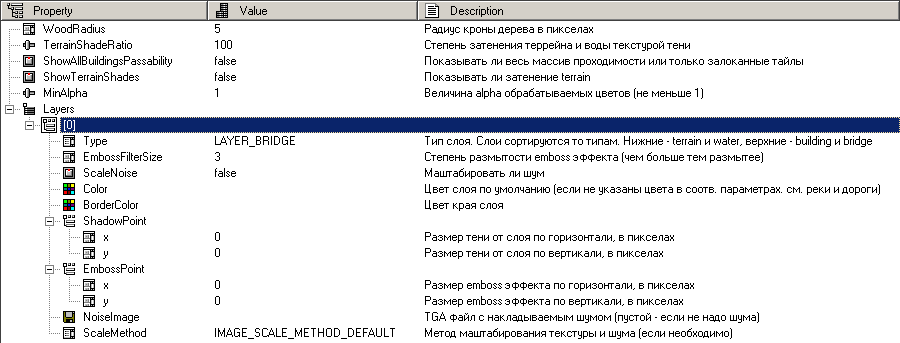 Property Value Description
WoodRadius 5 Радиус кроны дерева в пикселах
TerrainShadeRatio 100 Степень затенения террейна и воды текстурой тени
ShowAllBuildingsPassability false Показывать ли весь массив проходимости или только залоканные тайлы
ShowTerrainShades false Показывать ли затенение terrain
MinAlpha 1 Величина alpha обрабатываемых цветов (не меньше 1)
Layers
[0]
Type LAYER_BRIDGE Тип слоя. Слои сортируются то типам. Нижние - terrain и water, верхние - building и bridge
EmbossFilterSize 3 Степень размытости emboss эффекта (чем больше тем размытее)
ScaleNoise false Маштабировать ли шум
Color Цвет слоя по умолчанию (если не указаны цвета в соотв. параметрах. см. реки и дороги)
BorderColor Цвет края слоя
ShadowPoint
x 0 Размер тени от слоя по горизонтали, в пикселах
y 0 Размер тени от слоя по вертикали, в пикселах
EmbossPoint
x 0 Размер emboss эффекта по горизонтали, в пикселах
y 0 Размер emboss эффекта по вертикали, в пикселах
NoiseImage TGA файл с накладываемым шумом (пустой - если не надо шума)
ScaleMethod IMAGE_SCALE_METHOD_DEFAULT Метод маштабирования текстуры и шума (если необходимо)